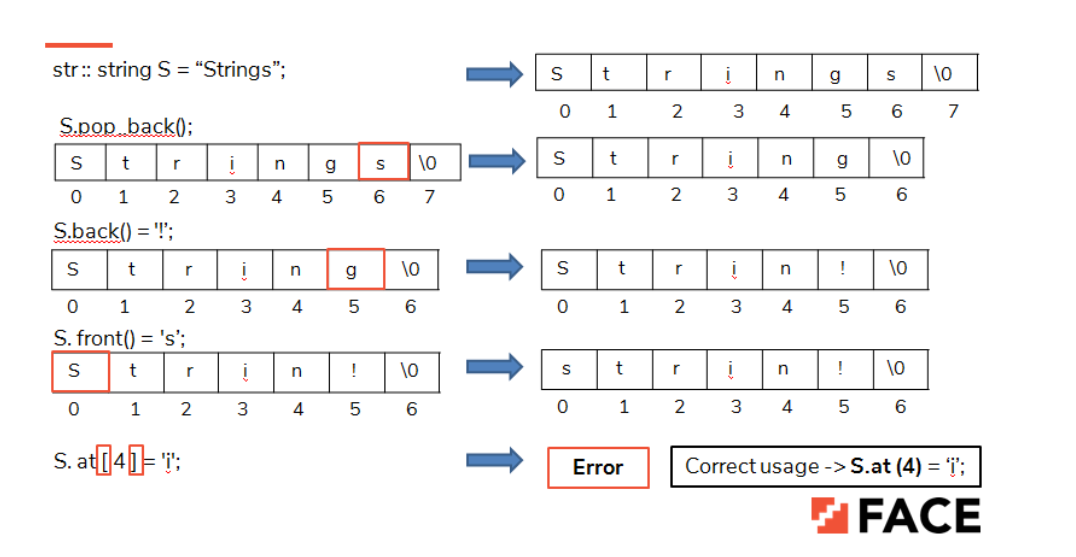 str:: string S = “Strings”;
S t r i n g s \0
0 1 2 3 4 5 6 7
S.pop_back();
S t r i n g s \0
0 1 2 3 4 5 6 7
S t r i n g \0
0 1 2 3 4 5 6
S.back() = '!’;
S t r i n g \0
0 1 2 3 4 5 6
S t r i n ! \0
0 1 2 3 4 5 6
S. front() = 's’;
S t r i n ! \0
0 1 2 3 4 5 6
s t r i n ! \0
0 1 2 3 4 5 6
S. at[4]= 'i';
Error
Correct usage -> S.at (4) = ‘i’;
FACE